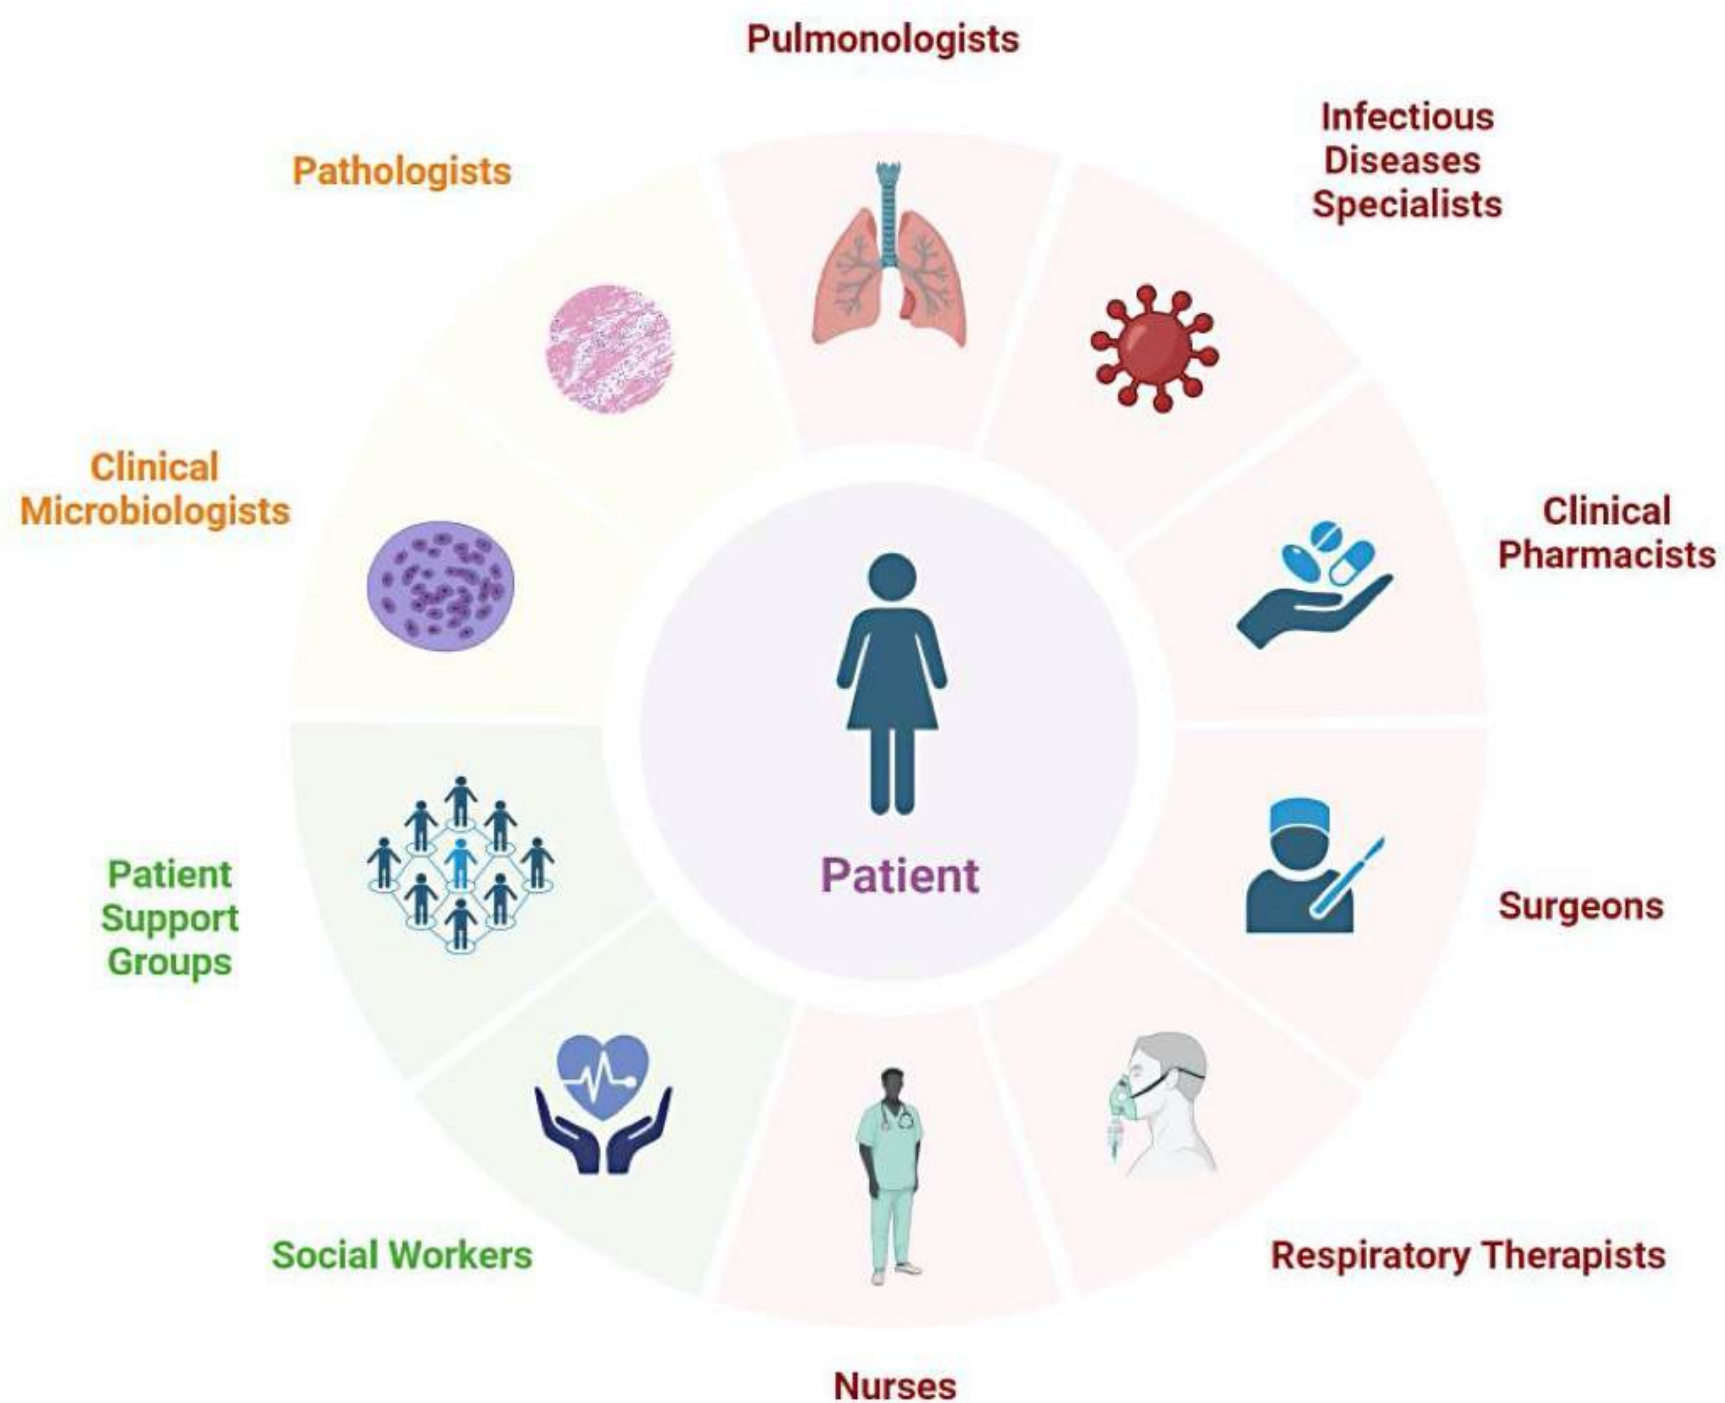 Pulmonologists
Infectious
Diseases
Specialists
Pathologists
Clinical
Microbiologists
Clinical
Pharmacists
Patient
Patient
Support
Groups
Surgeons
Social Workers
Respiratory Therapists
Nurses